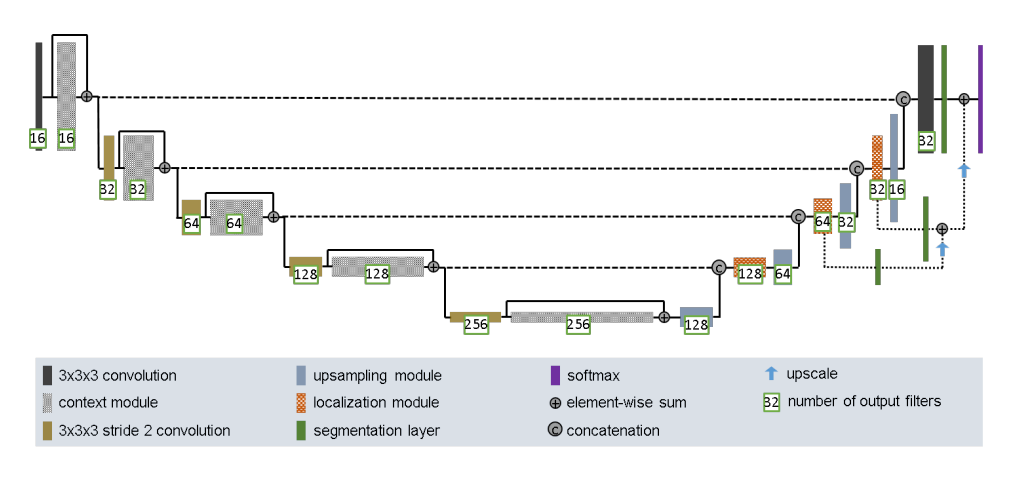 16 16 32
32 32 32 16
64 64 64 32
128 128 128 64
256 256 128
C
C
C
C
3x3x3 convolution upsampling module softmax upscale
context module localization module element-wise sum 32 number of output filters
3x3x3 stride 2 convolution segmentation layer C concatenation